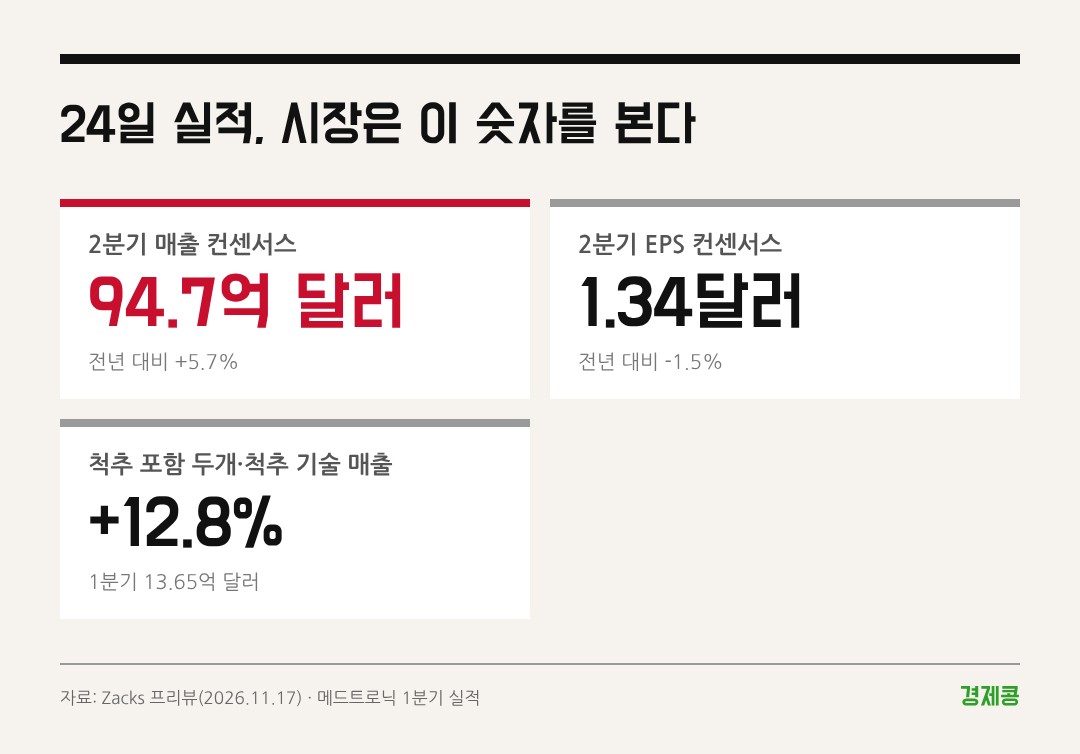 24일 실적, 시장은 이 숫자를 본다
2분기 매출 컨센서스
94.7억 달러
전년 대비 +5.7%
2분기 EPS 컨센서스
1.34달러
전년 대비 -1.5%
척추 포함 두개·척추 기술 매출
+12.8%
1분기 13.65억 달러
자료: Zacks 프리뷰(2026.11.17) · 메드트로닉 1분기 실적
경제콩